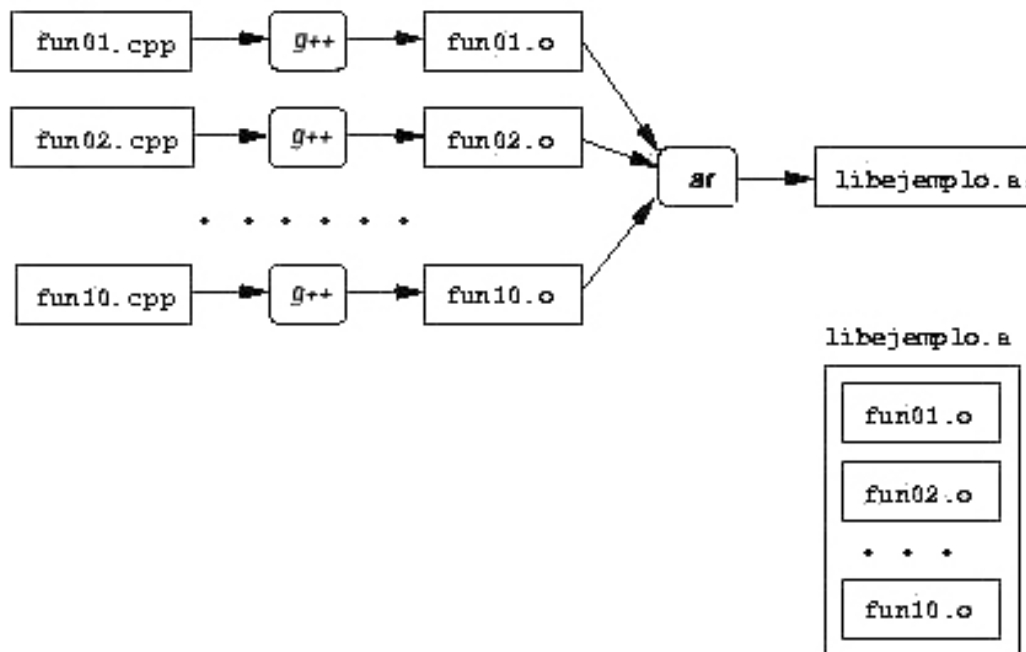 fun01.cpp g++ fun01.o
fun02.cpp g++ fun02.o
ar libejemplo.a
. . . . . .
fun10.cpp g++ fun10.o
libejemplo.a
fun01.o
fun02.o
. . .
fun10.o